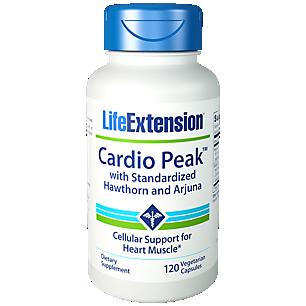 LifeExtension®
Cardio Peak™
with Standardized
Hawthorn and Arjuna
Cellular Support for
Heart Muscle*
Dietary
Supplement
120 Vegetarian
Capsules